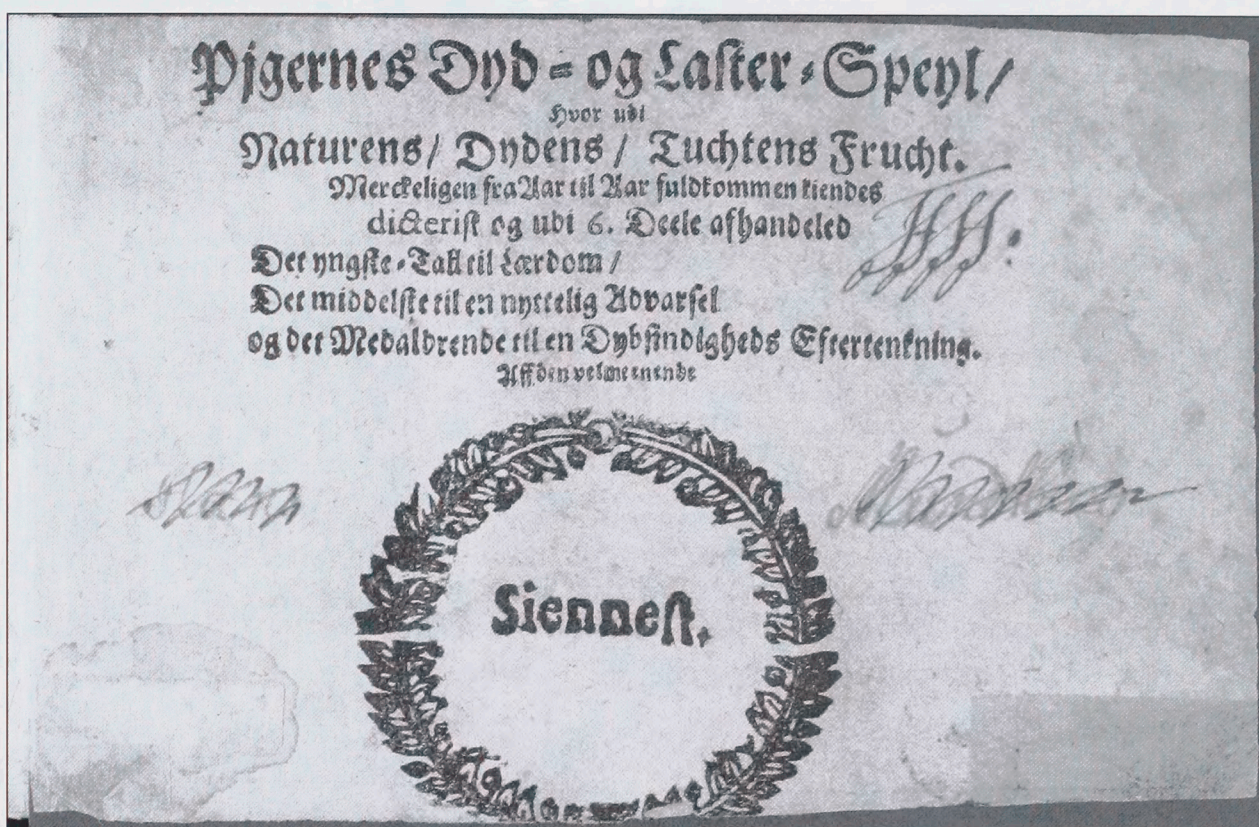 Pjgernes Dyd = og Laster = Speyl/
Hvor udi
Naturens/ Dydens/ Tuchtens Frucht.
Merckeligen fra Aar til Aar fuldkommen kiendes
dicterist og udi 6. Deele afhandeled
Det yngste = Tall til Lærdom/
Det middelste til en nyttelig Advarsel
og det Medaldrende til en Dybsindigheds Eftertenkning.
Aff den velmeenende
Siennest.